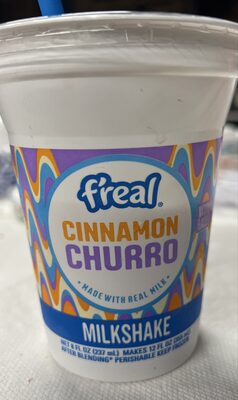 f'real®
CINNAMON
CHURRO
• MADE WITH REAL MILK •
MILKSHAKE
NET 8 FL OZ (237 mL) MAKES 12 FL OZ
AFTER BLENDING* PERISHABLE KEEP FROZEN